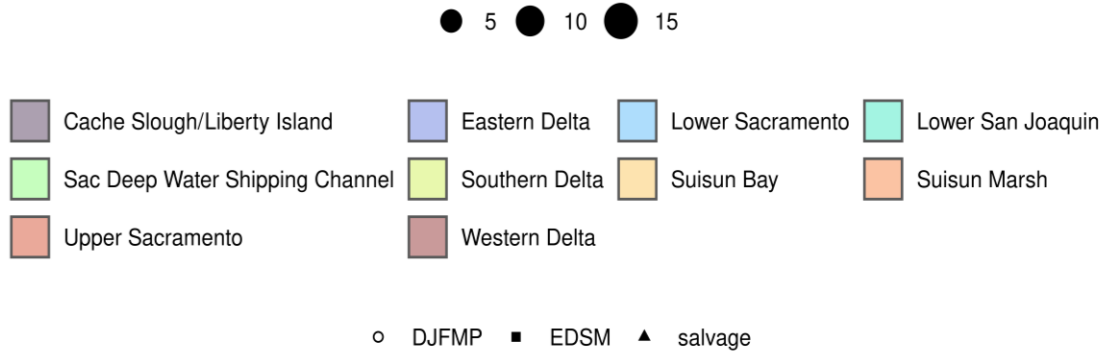 5 10 15
Cache Slough/Liberty Island Eastern Delta Lower Sacramento Lower San Joaquin
Sac Deep Water Shipping Channel Southern Delta Suisun Bay Suisun Marsh
Upper Sacramento Western Delta
DJFMP EDSM salvage